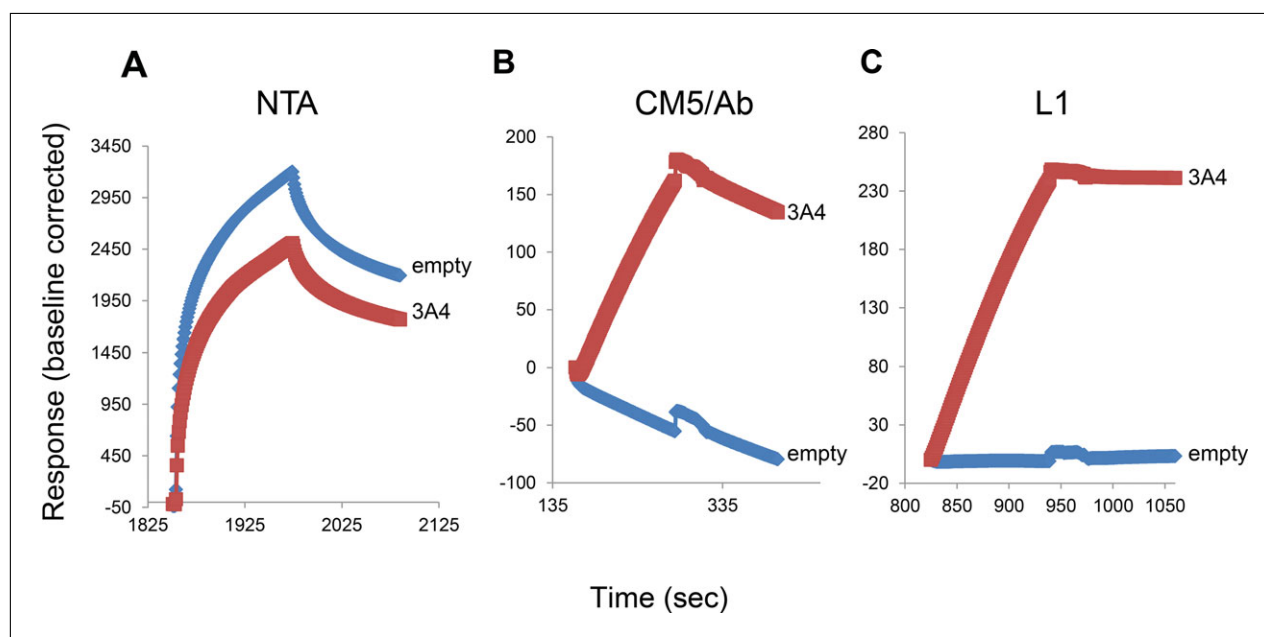 A
NTA
3450
2950
2450
1950
1450
950
450
-50
1825 1925 2025 2125
empty
3A4
B
CM5/Ab
200
150
100
50
0
-50
-100
135 335
3A4
empty
C
L1
280
230
180
130
80
30
-20
800 850 900 950 1000 1050
3A4
empty
Response (baseline corrected)
Time (sec)